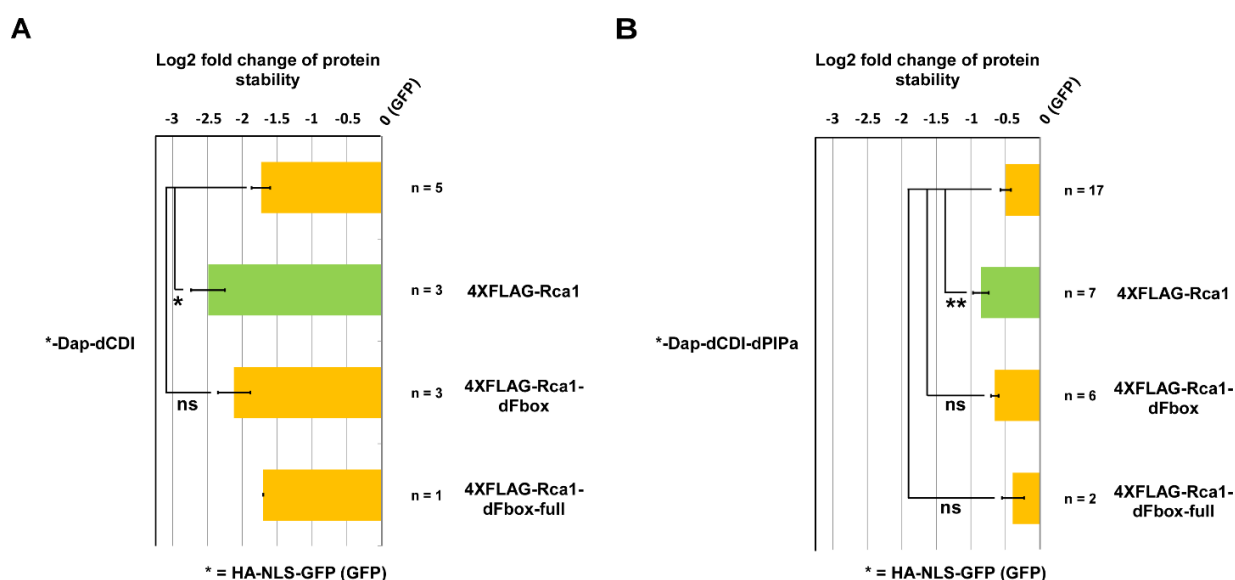 A
Log2 fold change of protein
stability
-3 -2.5 -2 -1.5 -1 -0.5 0 (GFP)
n = 5
n = 3 4XFLAG-Rca1
*
*-Dap-dCDI
n = 3 4XFLAG-Rca1-
dFbox
ns
n = 1 4XFLAG-Rca1-
dFbox-full
* = HA-NLS-GFP (GFP)
B
Log2 fold change of protein
stability
-3 -2.5 -2 -1.5 -1 -0.5 0 (GFP)
n = 17
n = 7 4XFLAG-Rca1
**
*-Dap-dCDI-dPIPa
n = 6 4XFLAG-Rca1-
dFbox
ns
n = 2 4XFLAG-Rca1-
dFbox-full
ns
* = HA-NLS-GFP (GFP)